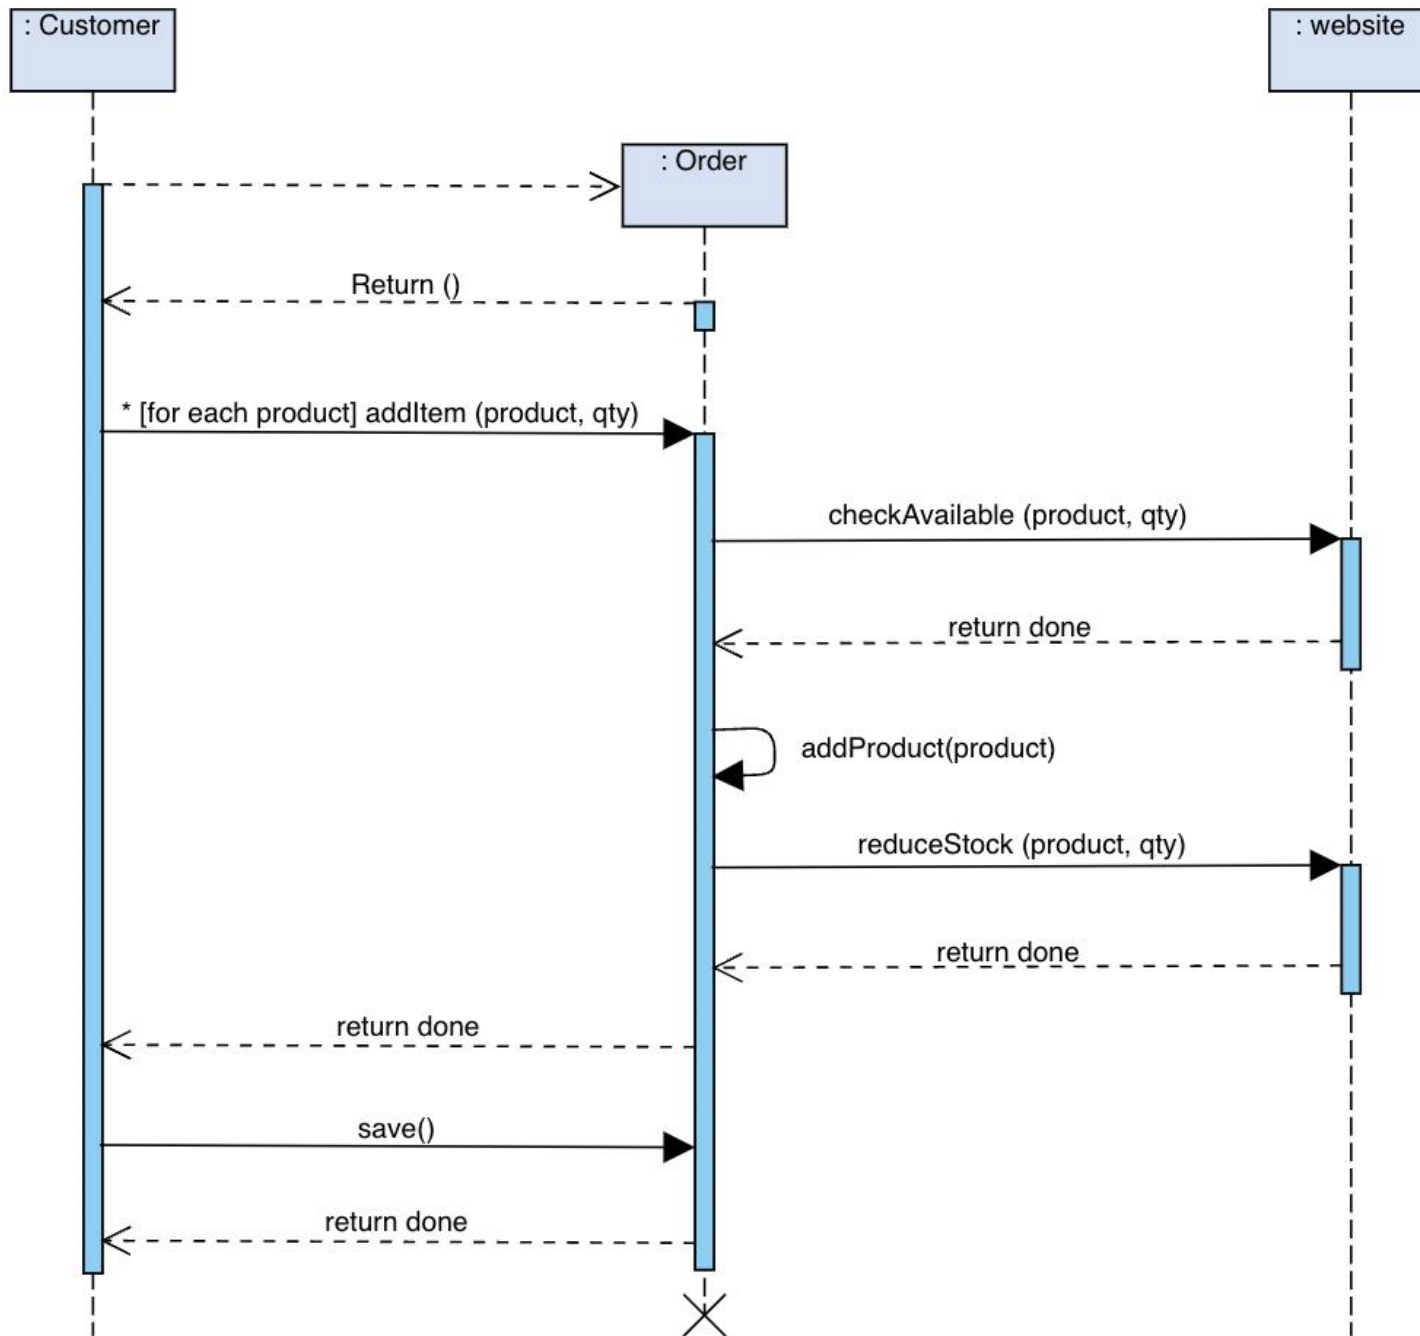 : Customer
: website
: Order
Return ()
* [for each product] addItem (product, qty)
checkAvailable (product, qty)
return done
addProduct(product)
reduceStock (product, qty)
return done
return done
save()
return done